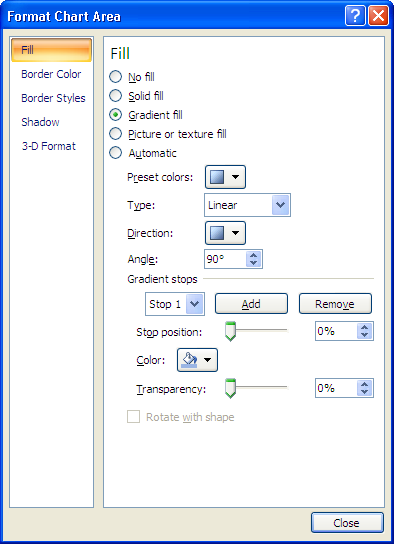 Format Chart Area
Fill
Border Color
Border Styles
Shadow
3-D Format
Fill
No fill
Solid fill
Gradient fill
Picture or texture fill
Automatic
Preset colors:
Type: Linear
Direction:
Angle: 90°
Gradient stops
Stop 1 Add Remove
Stop position: 0%
Color:
Transparency: 0%
Rotate with shape
Close